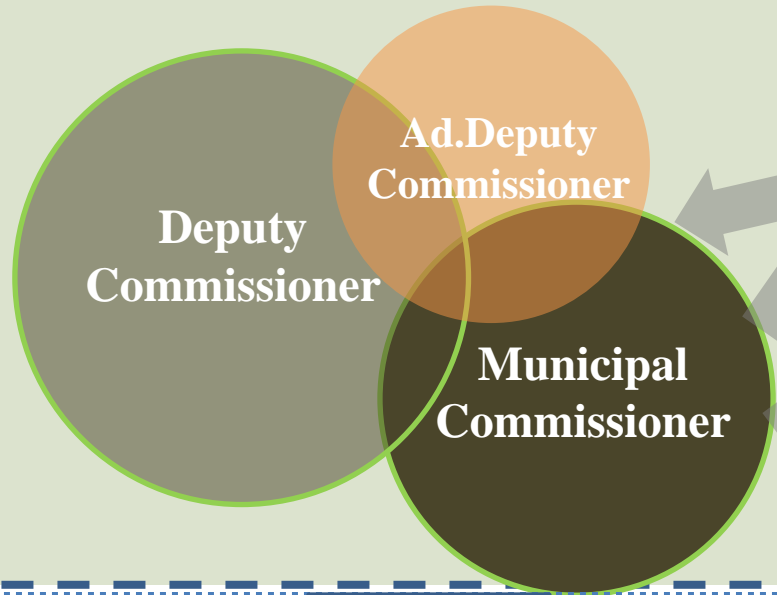 Ad.Deputy
Commissioner
Deputy
Commissioner
Municipal
Commissioner